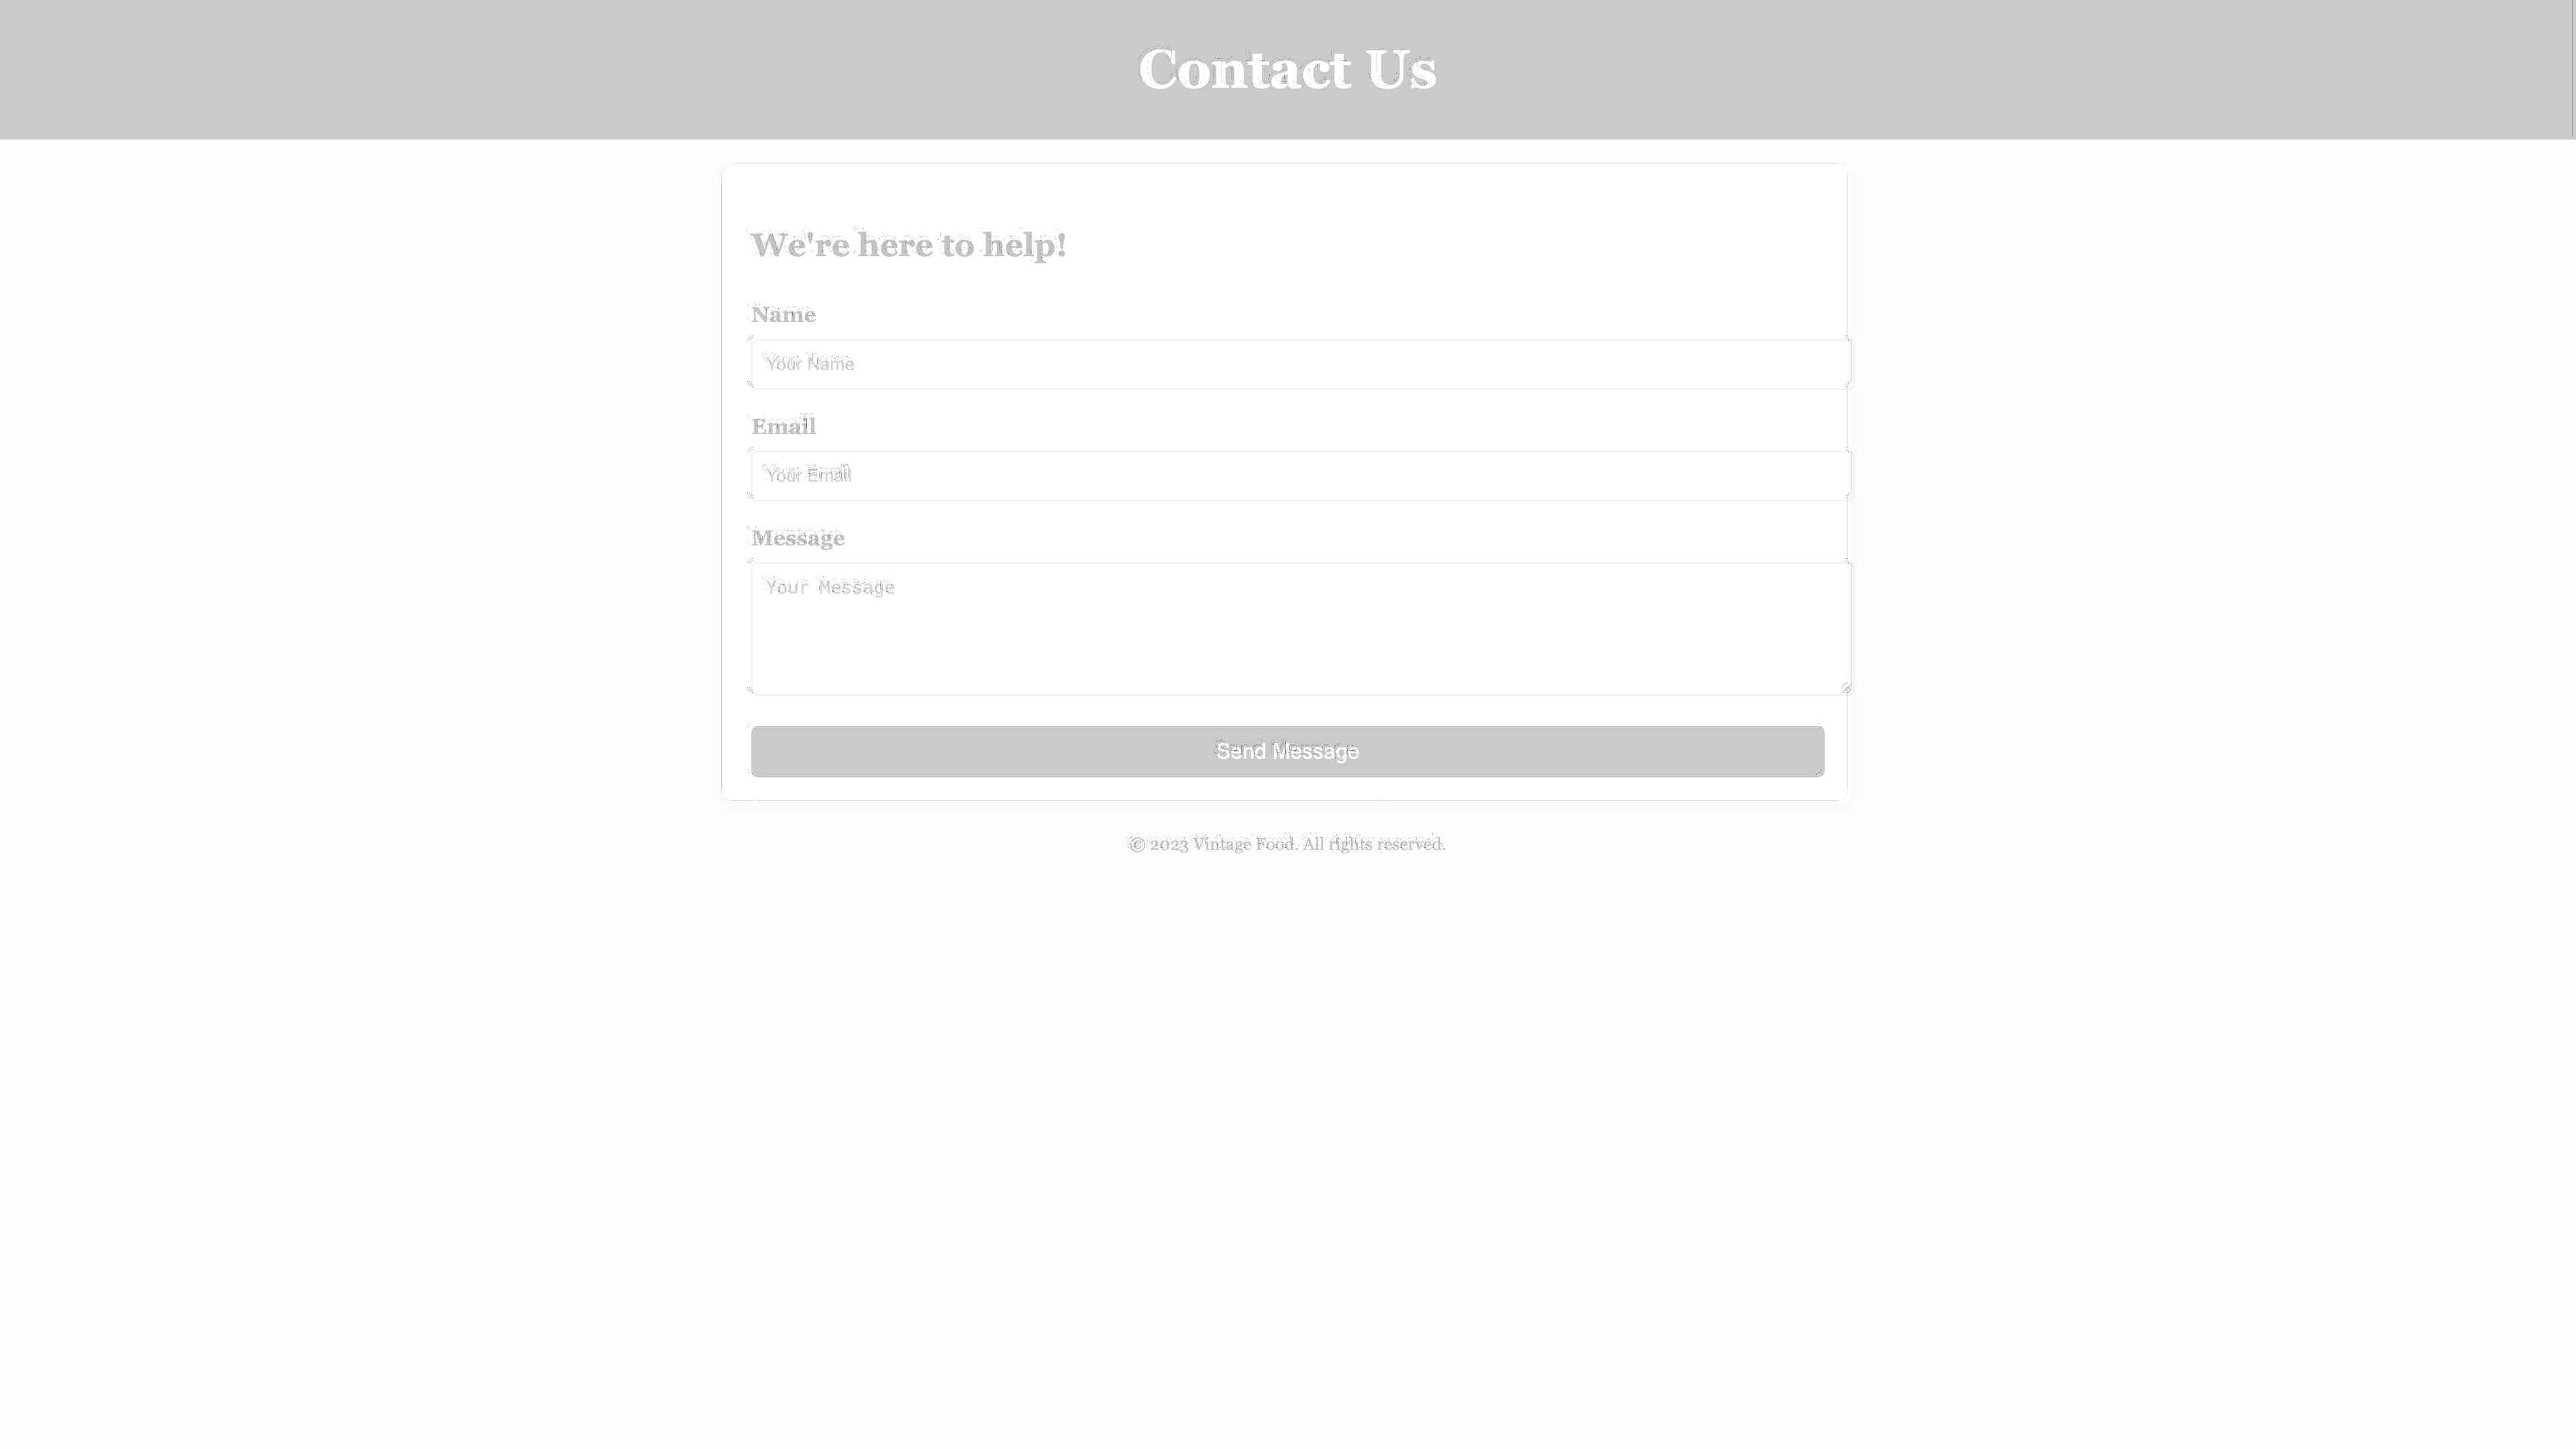 Contact Us
We're here to help!
Name
Your Name
Email
Your Email
Message
Your Message
Send Message
© 2023 Vintage Food. All rights reserved.